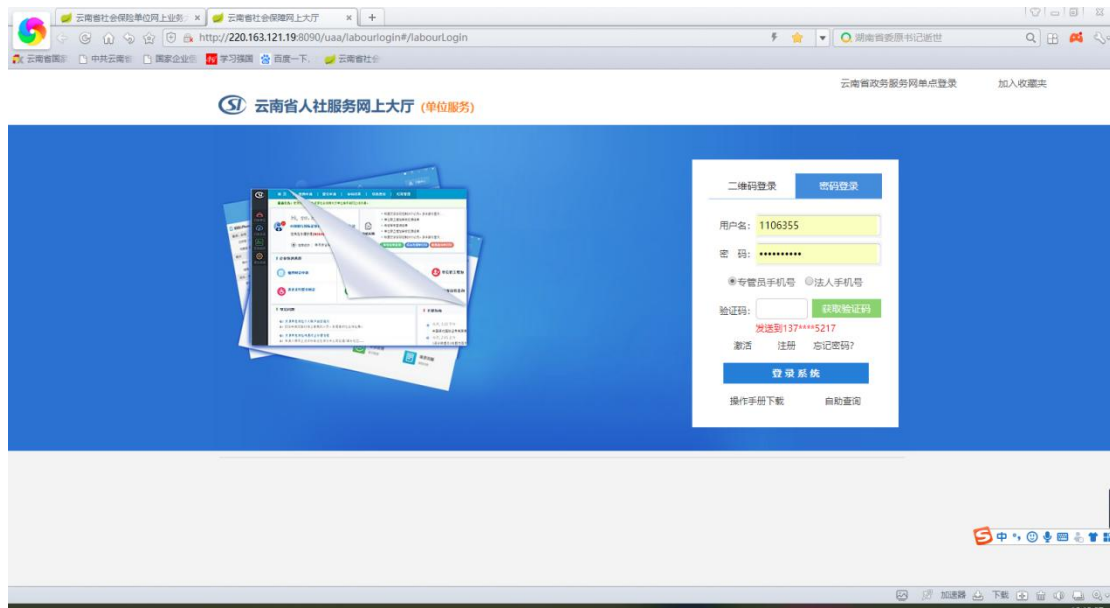 云南省社会保险单位网上业务
云南省社会保障网上大厅
http://220.163.121.19:8090/uaa/labourlogin#/labourLogin
湖南省委原书记逝世
云南省国 中共云南省 国家企业信 学习强国 百度一下, 云南省社会
云南省政务服务网单点登录 加入收藏夹
云南省人社服务网上大厅 (单位服务)
二维码登录 密码登录
用户名: 1106355
密 码: ••••••••••
专管员手机号 法人手机号
验证码: 获取验证码
发送到137****5217
激活 注册 忘记密码?
登录系统
操作手册下载 自助查询
中
加速器 下载